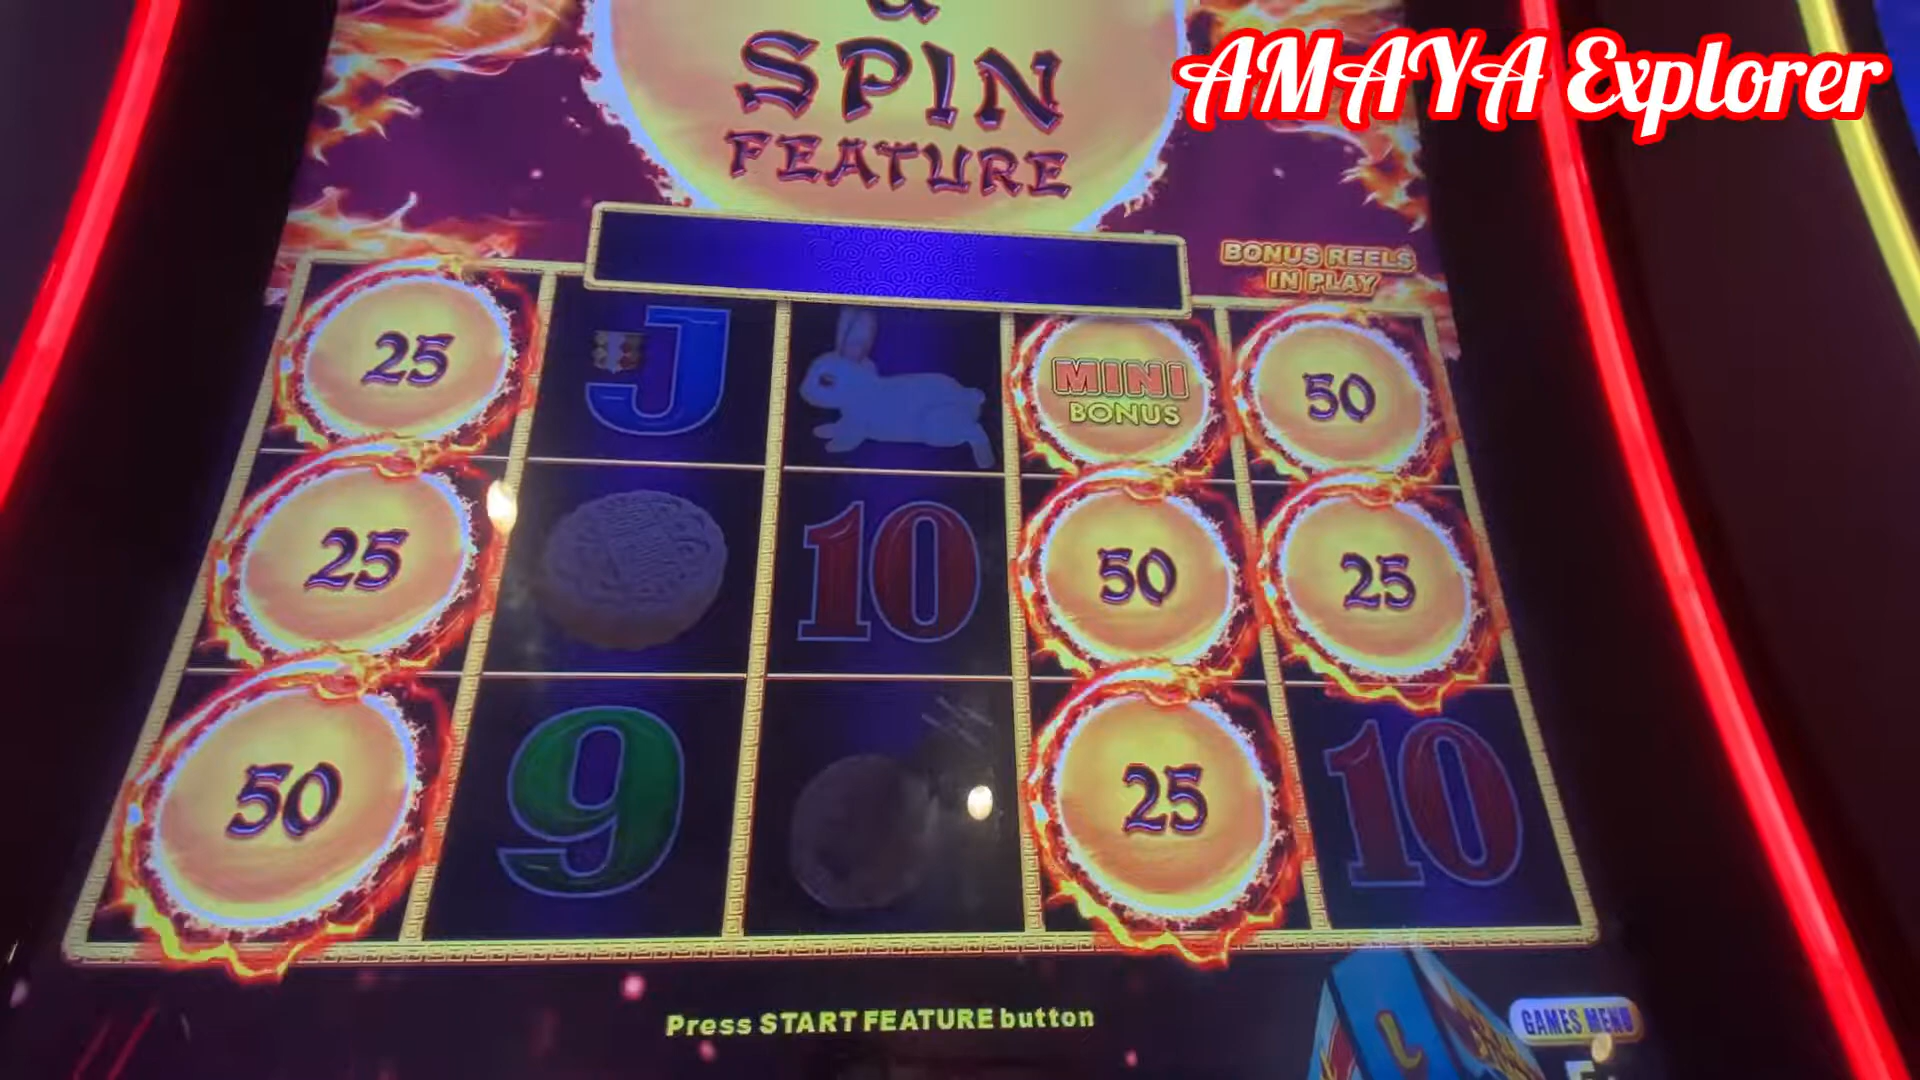 &
SPIN
FEATURE
AMAYA Explorer
BONUS REELS
IN PLAY
25
J
MINI
BONUS
50
25
10
50
25
50
9
25
10
Press START FEATURE button
GAMES MENU